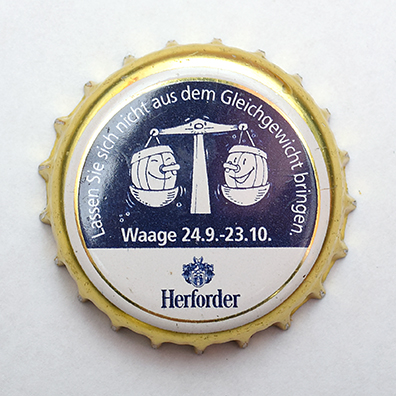 Lassen Sie sich nicht aus dem Gleichgewicht bringen.
Waage 24.9.-23.10.
Herforder